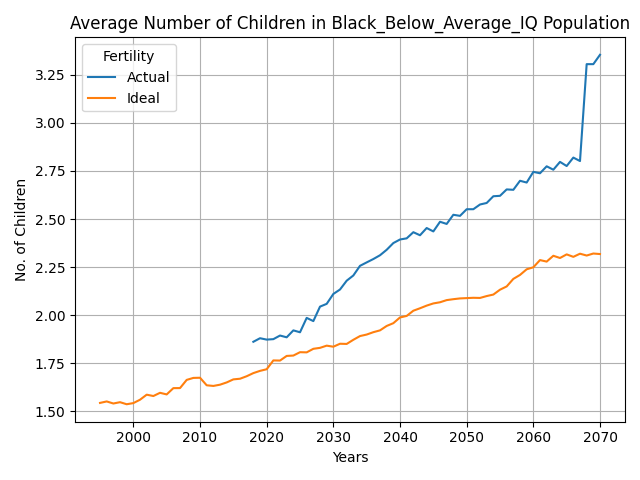 Average Number of Children in Black_Below_Average_IQ Population
Fertility
Actual
Ideal
3.25
3.00
2.75
2.50
2.25
2.00
1.75
1.50
No. of Children
2000 2010 2020 2030 2040 2050 2060 2070
Years